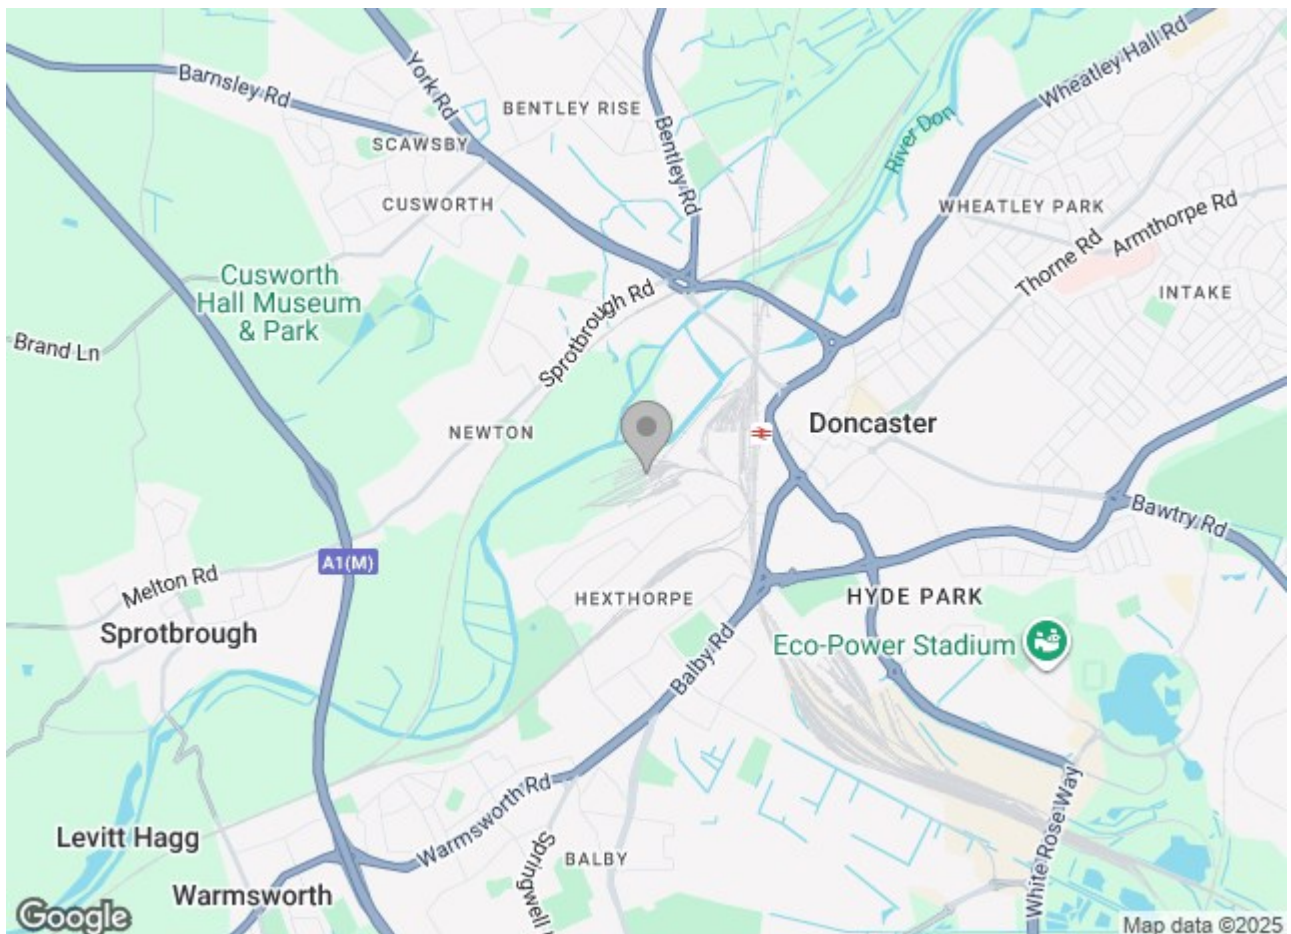 Wheatley Hall Rd
York Rd
Barnsley Rd
BENTLEY RISE
Bentley Rd
River Don
SCAWSBY
CUSWORTH
WHEATLEY PARK
Armthorpe Rd
Thorne Rd
INTAKE
Cusworth
Hall Museum
& Park
Sprotbrough Rd
Brand Ln
NEWTON
Doncaster
Bawtry Rd
A1(M)
Melton Rd
HEXTHORPE
HYDE PARK
Sprotbrough
Eco-Power Stadium
Balby Rd
Warmsworth Rd
White Rose Way
Levitt Hagg
Springwell
BALBY
Warmsworth
Google
Map data ©2025